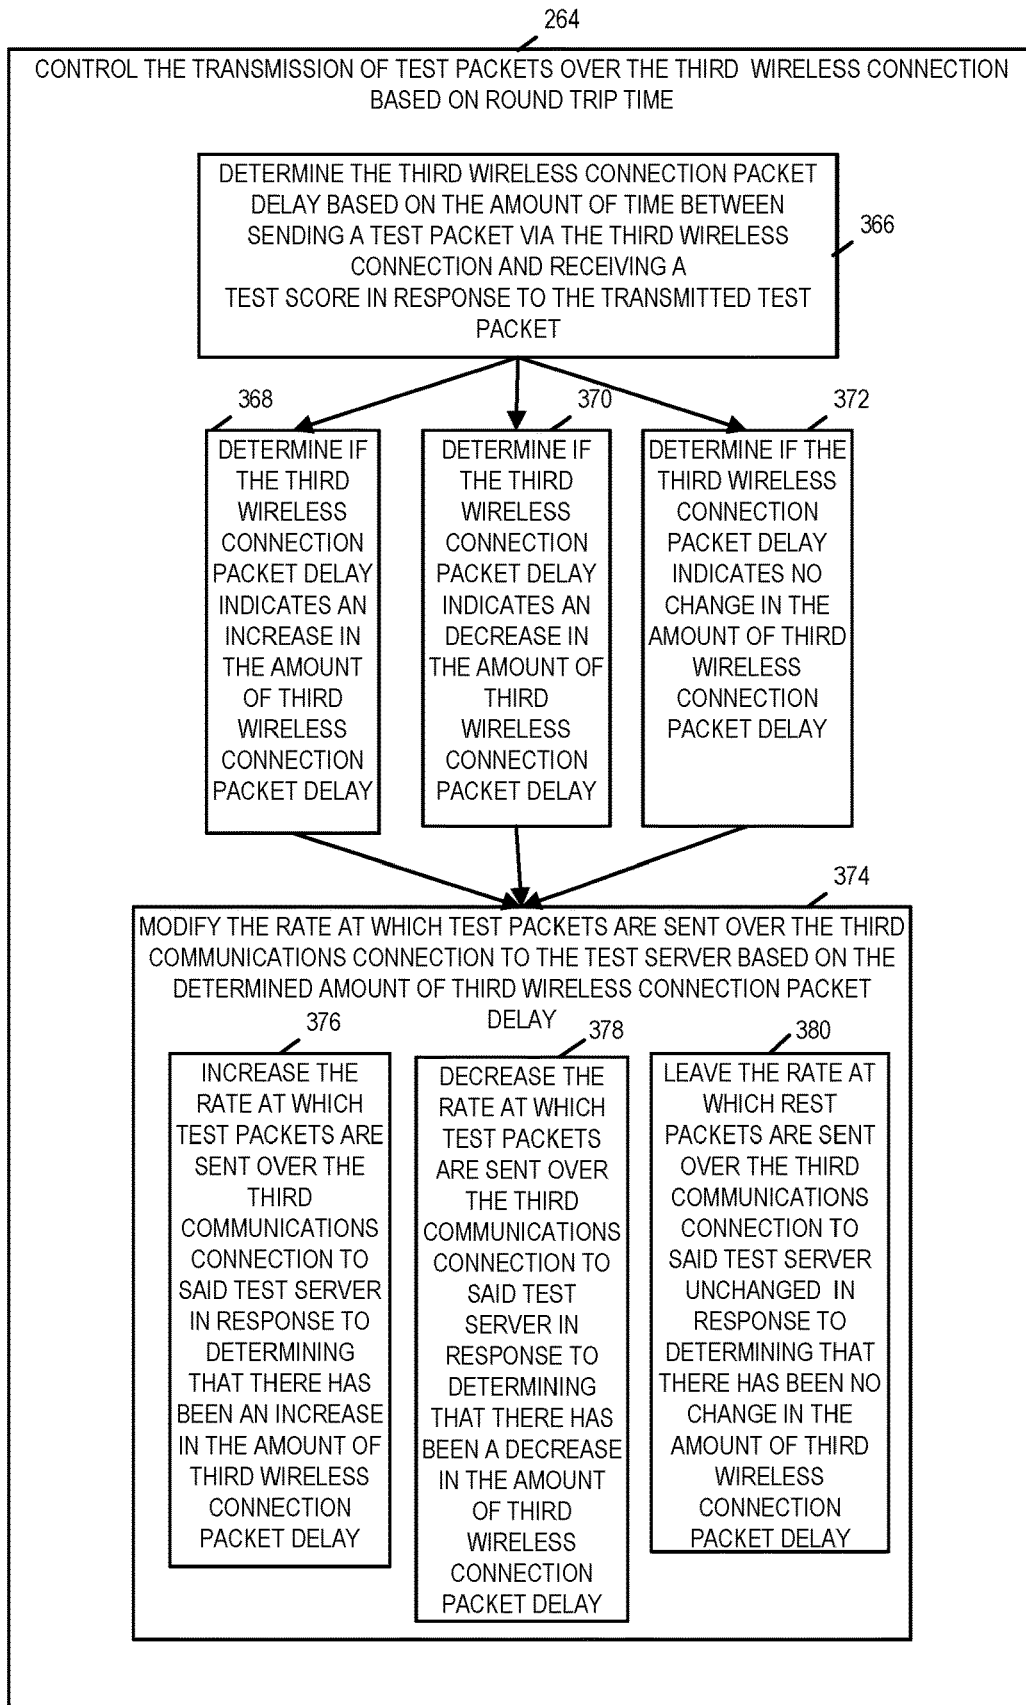 264
CONTROL THE TRANSMISSION OF TEST PACKETS OVER THE THIRD WIRELESS CONNECTION
BASED ON ROUND TRIP TIME
DETERMINE THE THIRD WIRELESS CONNECTION PACKET
DELAY BASED ON THE AMOUNT OF TIME BETWEEN
SENDING A TEST PACKET VIA THE THIRD WIRELESS
CONNECTION AND RECEIVING A
TEST SCORE IN RESPONSE TO THE TRANSMITTED TEST
PACKET
366
368
DETERMINE IF
THE THIRD
WIRELESS
CONNECTION
PACKET DELAY
INDICATES AN
INCREASE IN
THE AMOUNT
OF THIRD
WIRELESS
CONNECTION
PACKET DELAY
370
DETERMINE IF
THE THIRD
WIRELESS
CONNECTION
PACKET DELAY
INDICATES AN
DECREASE IN
THE AMOUNT OF
THIRD
WIRELESS
CONNECTION
PACKET DELAY
372
DETERMINE IF THE
THIRD WIRELESS
CONNECTION
PACKET DELAY
INDICATES NO
CHANGE IN THE
AMOUNT OF THIRD
WIRELESS
CONNECTION
PACKET DELAY
374
MODIFY THE RATE AT WHICH TEST PACKETS ARE SENT OVER THE THIRD
COMMUNICATIONS CONNECTION TO THE TEST SERVER BASED ON THE
DETERMINED AMOUNT OF THIRD WIRELESS CONNECTION PACKET
DELAY
376
INCREASE THE
RATE AT WHICH
TEST PACKETS ARE
SENT OVER THE
THIRD
COMMUNICATIONS
CONNECTION TO
SAID TEST SERVER
IN RESPONSE TO
DETERMINING
THAT THERE HAS
BEEN AN INCREASE
IN THE AMOUNT OF
THIRD WIRELESS
CONNECTION
PACKET DELAY
378
DECREASE THE
RATE AT WHICH
TEST PACKETS
ARE SENT OVER
THE THIRD
COMMUNICATIONS
CONNECTION TO
SAID TEST
SERVER IN
RESPONSE TO
DETERMINING
THAT THERE HAS
BEEN A DECREASE
IN THE AMOUNT
OF THIRD
WIRELESS
CONNECTION
PACKET DELAY
380
LEAVE THE RATE AT
WHICH REST
PACKETS ARE SENT
OVER THE THIRD
COMMUNICATIONS
CONNECTION TO
SAID TEST SERVER
UNCHANGED IN
RESPONSE TO
DETERMINING THAT
THERE HAS BEEN NO
CHANGE IN THE
AMOUNT OF THIRD
WIRELESS
CONNECTION
PACKET DELAY